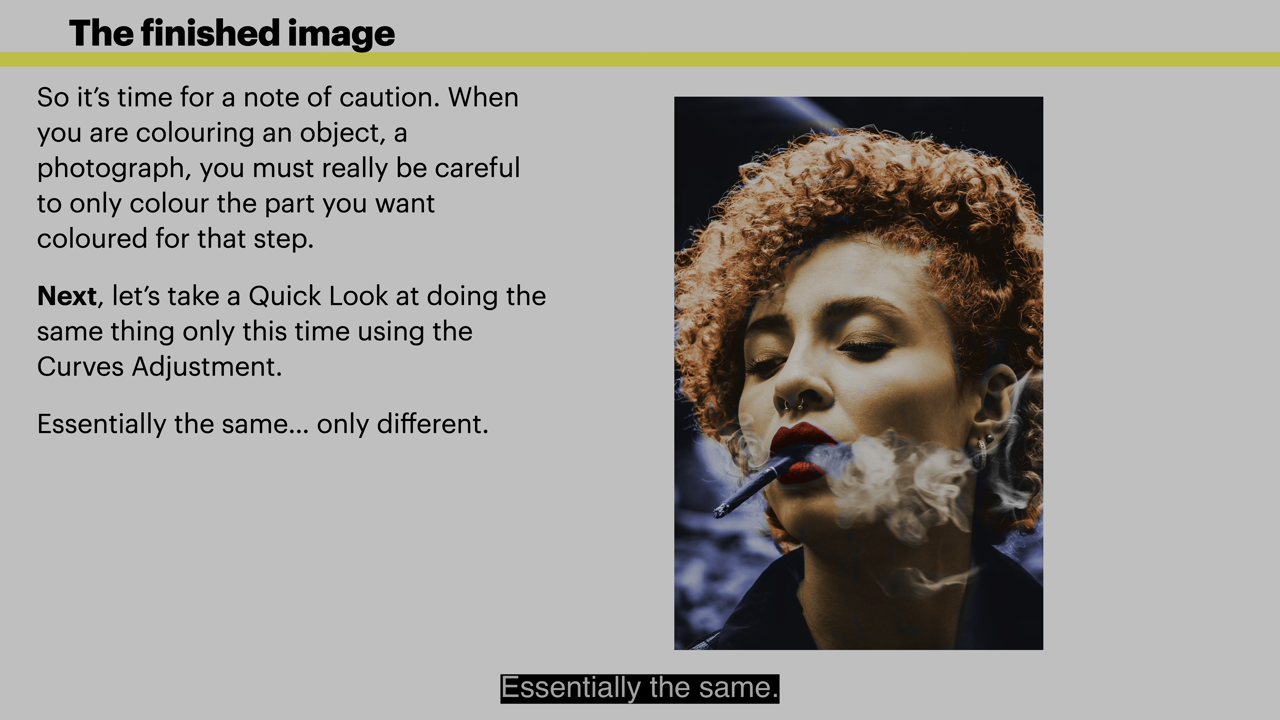 The finished image
So it’s time for a note of caution. When
you are colouring an object, a
photograph, you must really be careful
to only colour the part you want
coloured for that step.
Next, let’s take a Quick Look at doing the
same thing only this time using the
Curves Adjustment.
Essentially the same... only different.
Essentially the same.